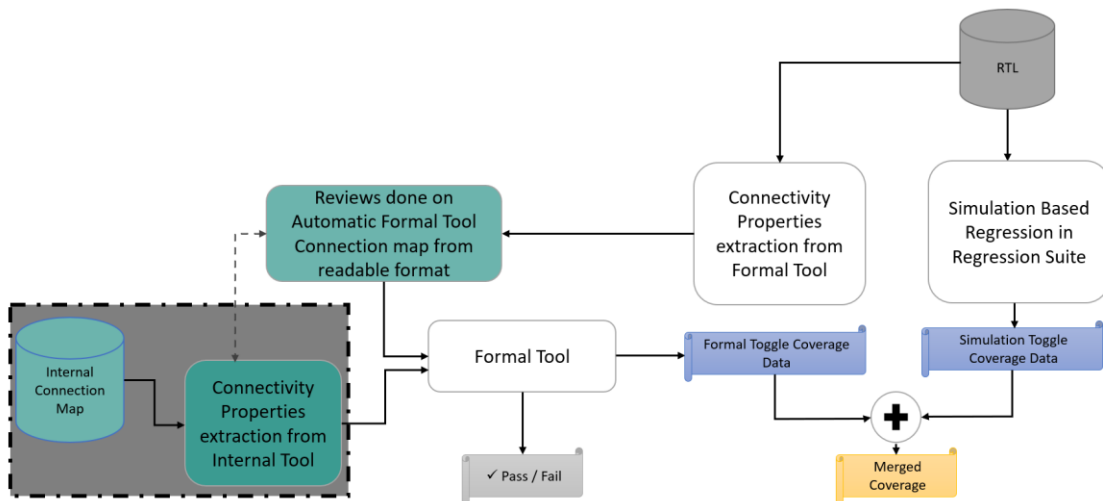 RTL
Reviews done on
Automatic Formal Tool
Connection map from
readable format
Connectivity
Properties
extraction from
Formal Tool
Simulation Based
Regression in
Regression Suite
Internal
Connection
Map
Connectivity
Properties
extraction from
Internal Tool
Formal Tool
Formal Toggle Coverage
Data
Simulation Toggle
Coverage Data
✓ Pass / Fail
Merged
Coverage